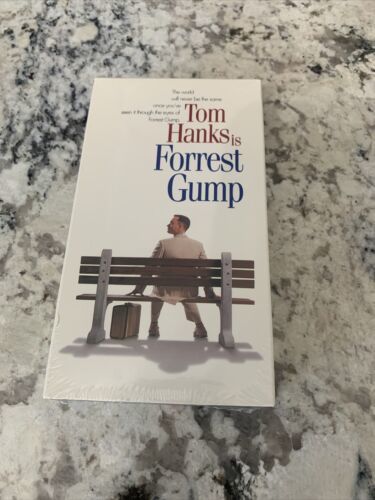 The world
will never be the same
once you've
seen it through the eyes of
Forrest Gump.
Tom
Hanks is
Forrest
Gump